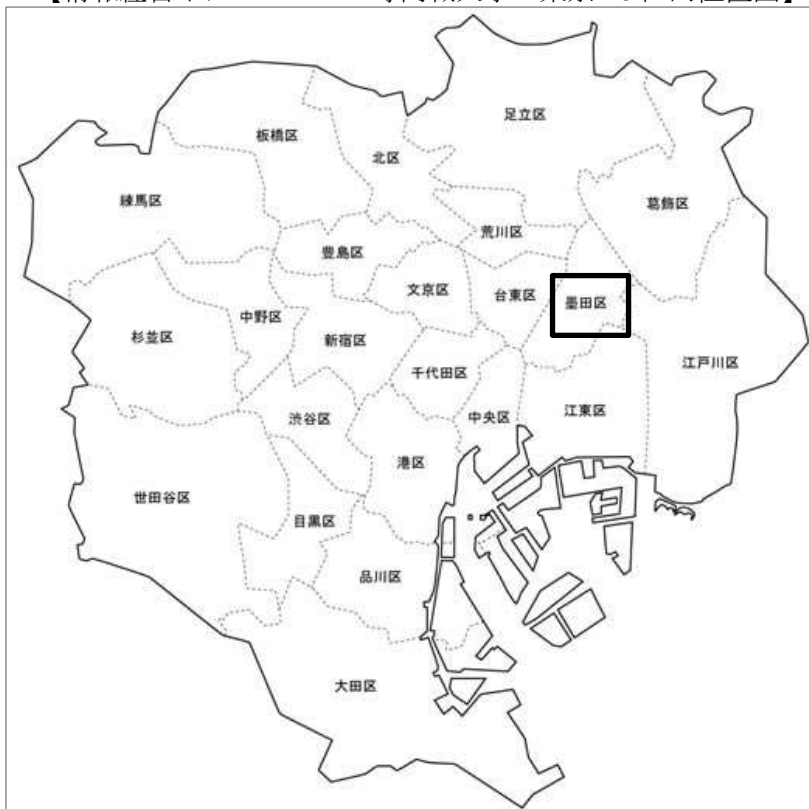 足立区
板橋区
北区
練馬区
葛飾区
荒川区
豊島区
文京区
台東区
墨田区
杉並区
中野区
新宿区
千代田区
江戸川区
渋谷区
中央区
江東区
港区
世田谷区
目黒区
品川区
大田区